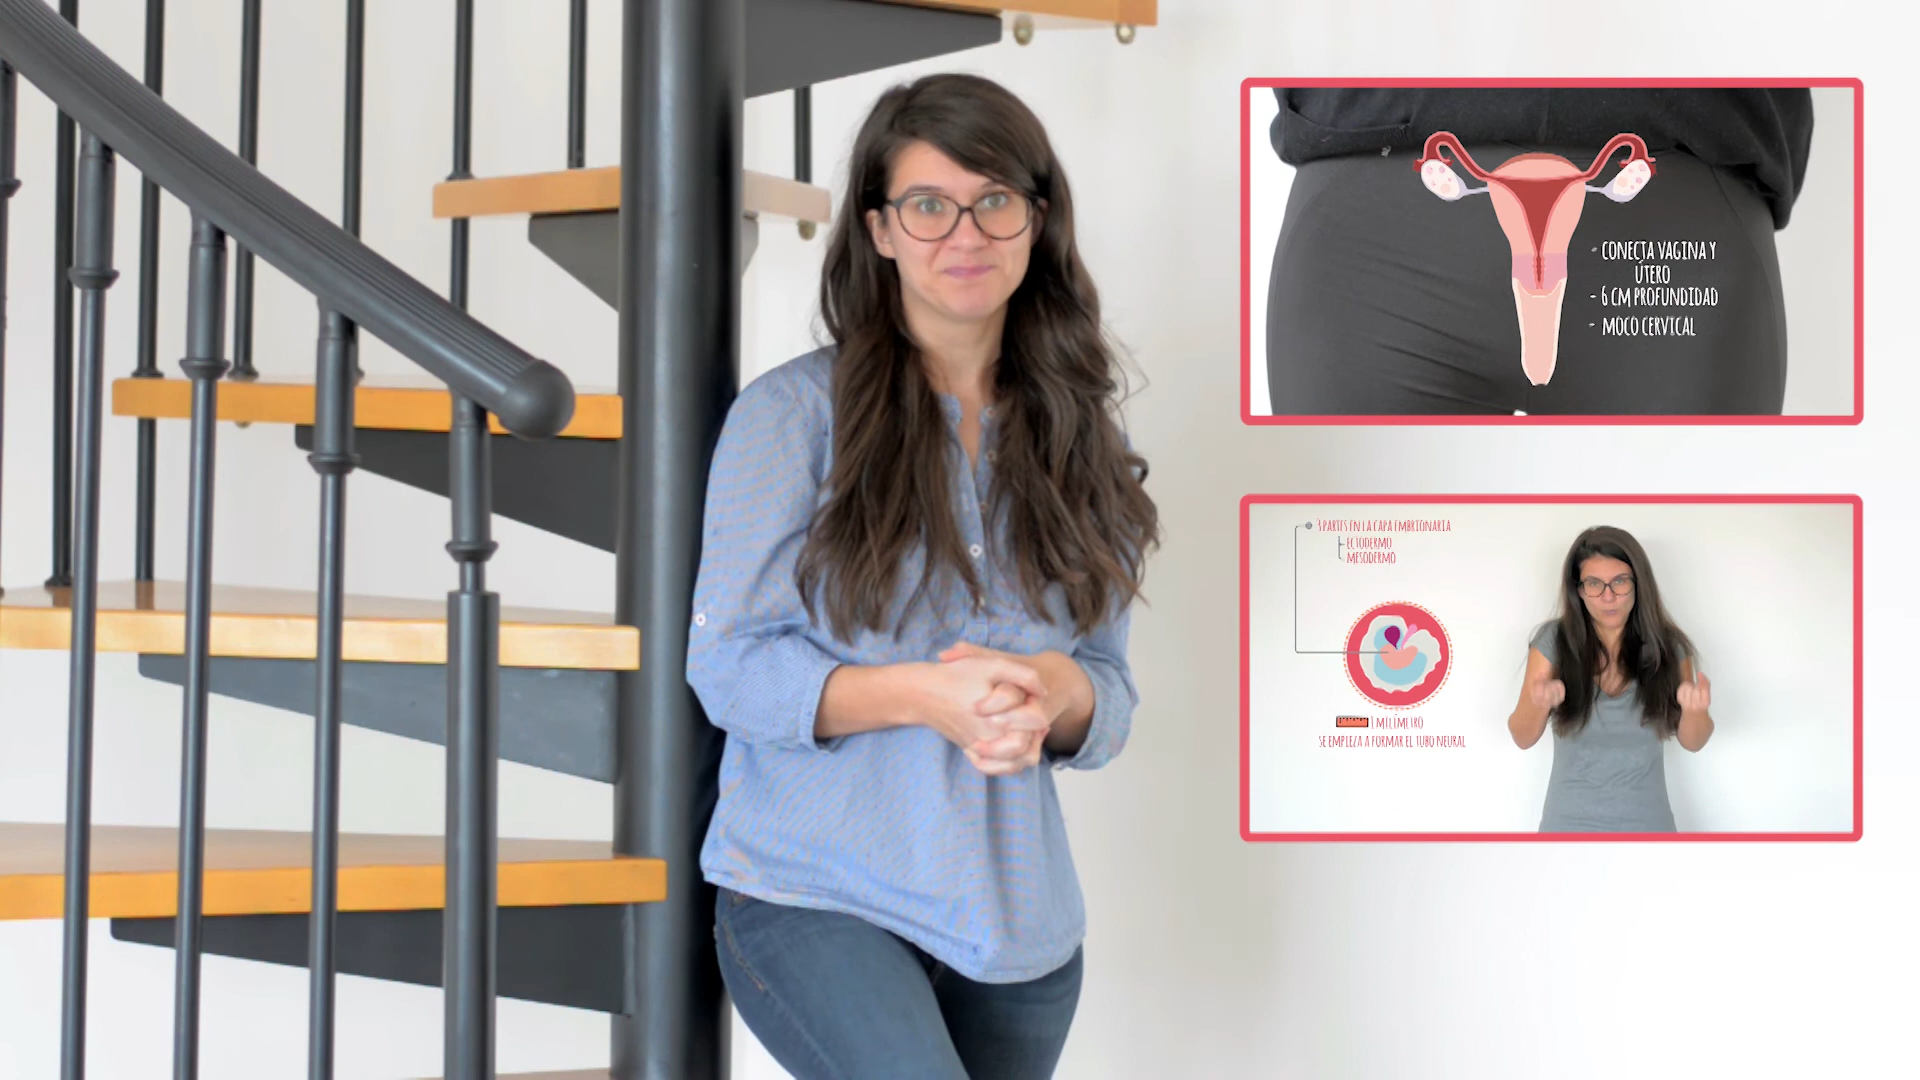 - CONECTA VAGINA Y
ÚTERO
- 6 CM PROFUNDIDAD
- MOCO CERVICAL
3 PARTES EN LA CAPA EMBRIONARIA
ECTODERMO
MESODERMO
1 MILÍMETRO
SE EMPIEZA A FORMAR EL TUBO NEURAL